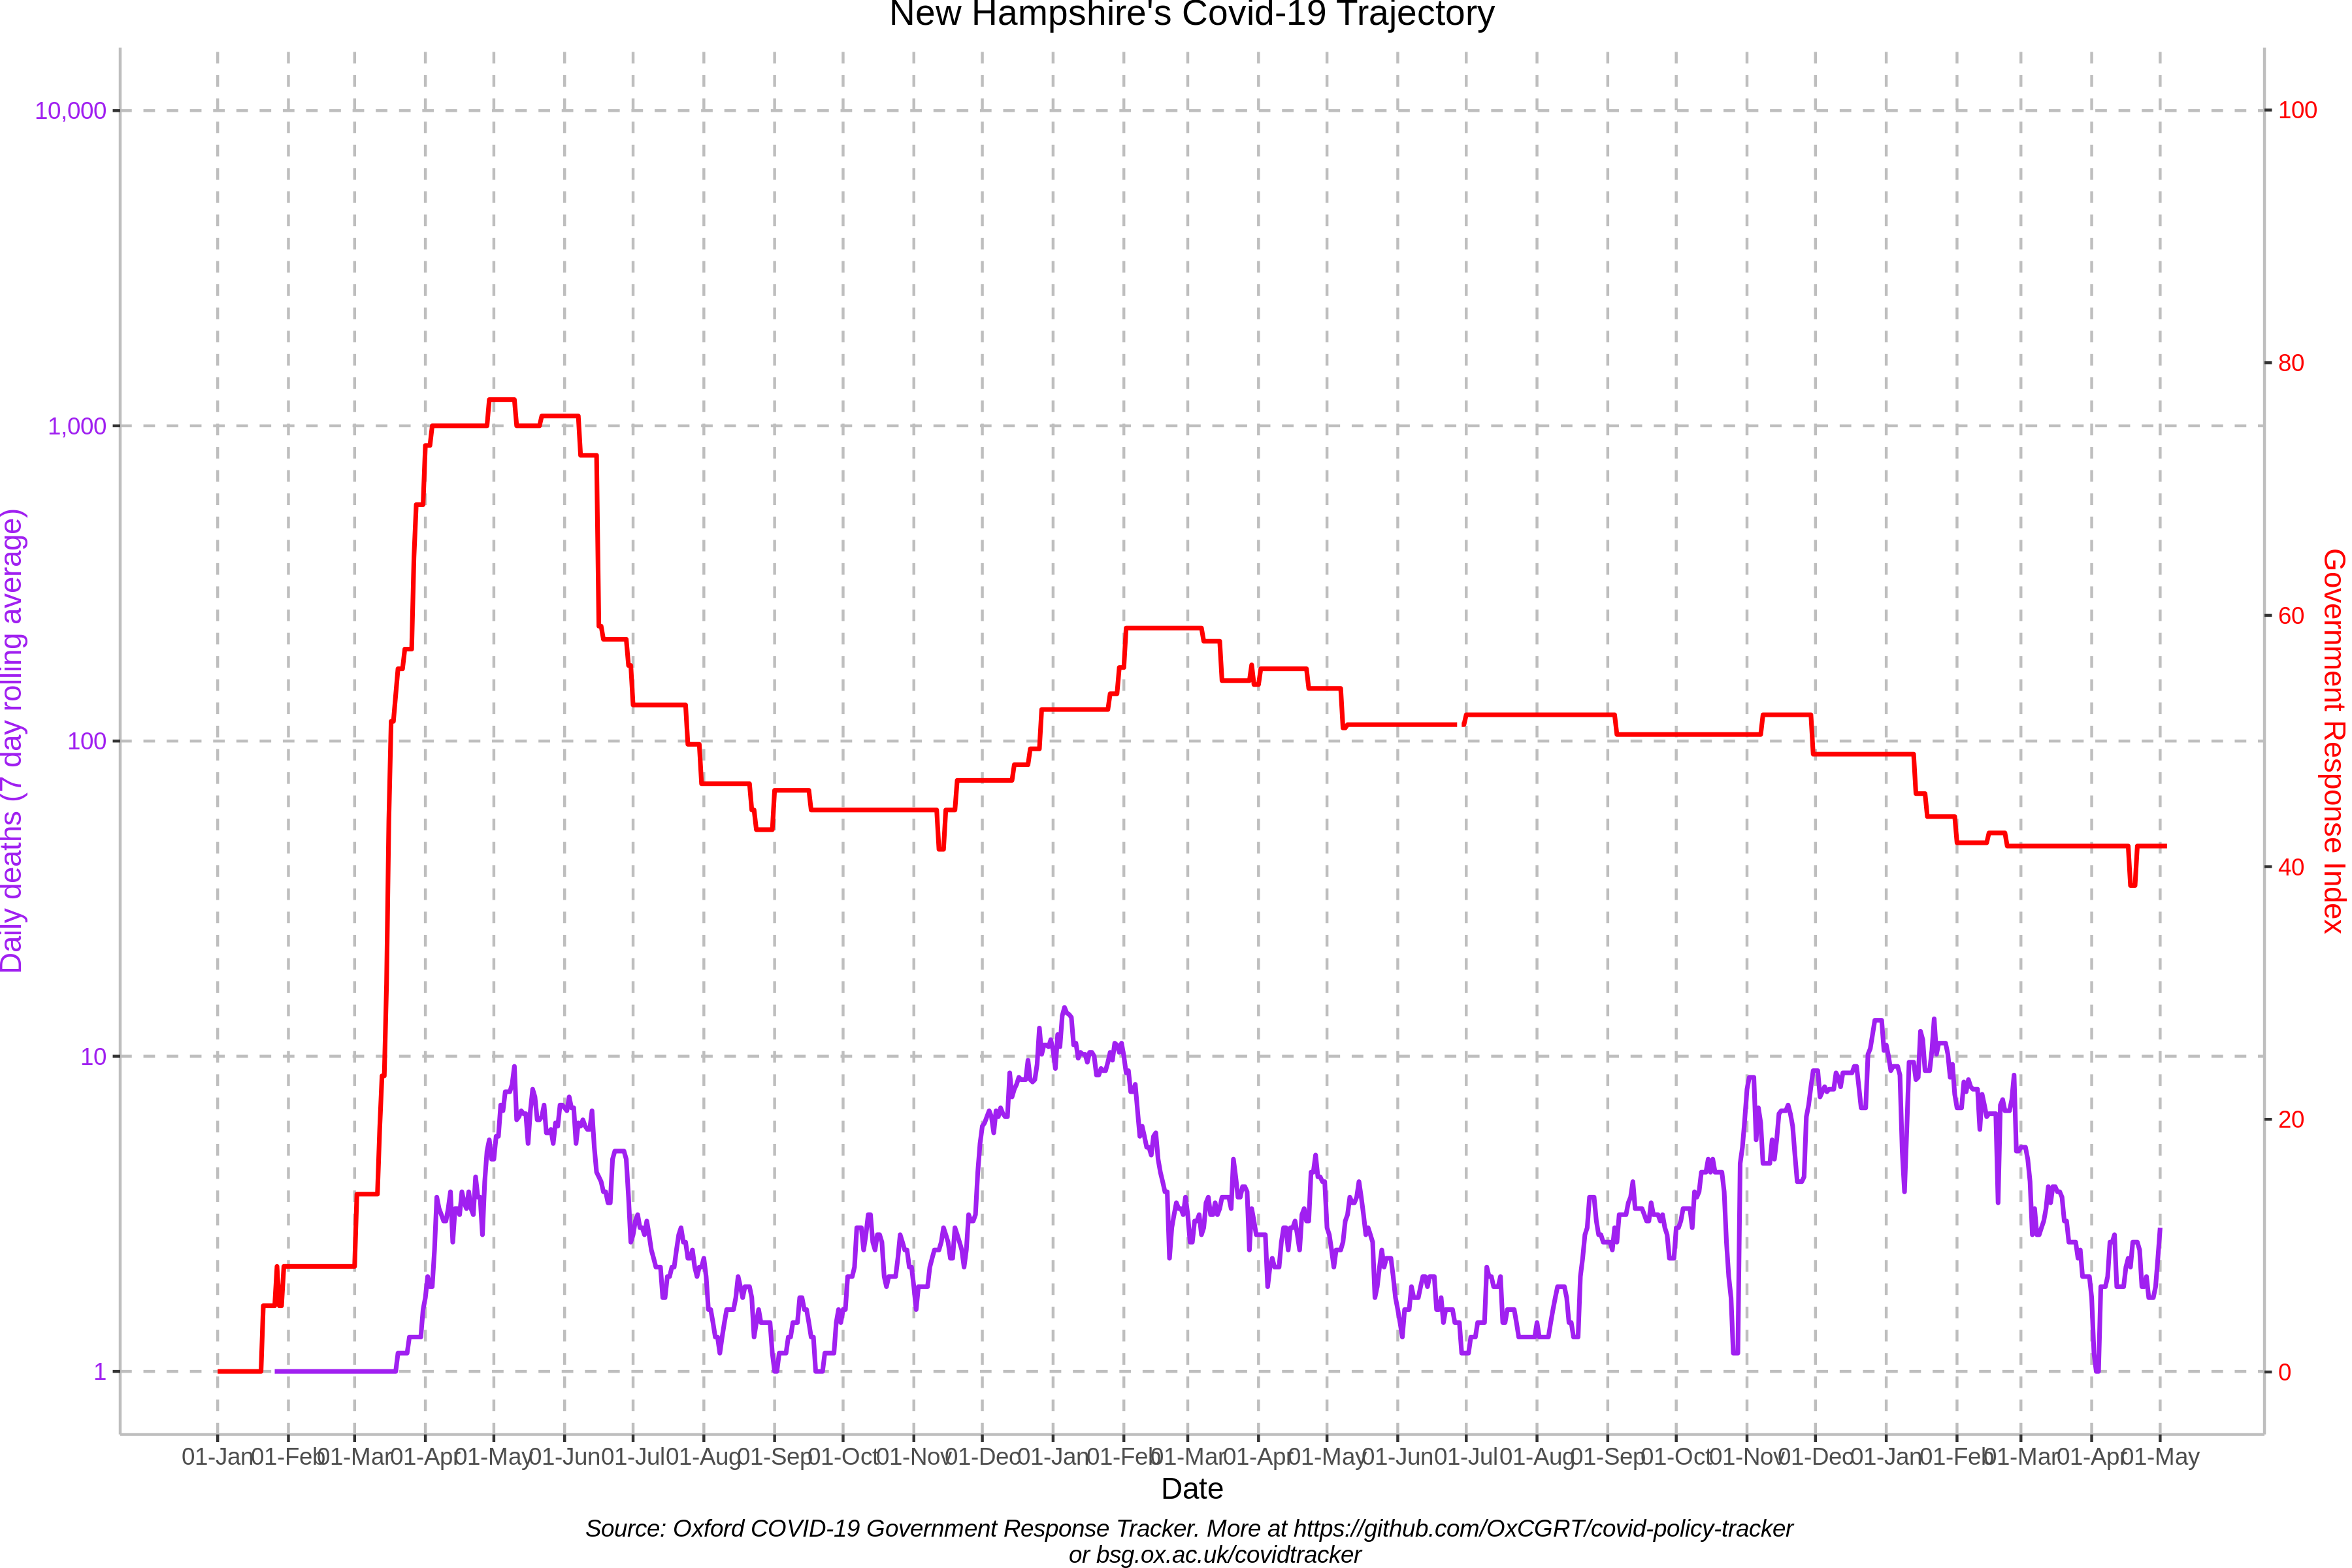 New Hampshire's Covid-19 Trajectory
10,000
1,000
100
10
1
Daily deaths (7 day rolling average)
100
80
60
40
20
0
Government Response Index
01-Jan 01-Feb 01-Mar 01-Apr 01-May 01-Jun 01-Jul 01-Aug 01-Sep 01-Oct 01-Nov 01-Dec 01-Jan 01-Feb 01-Mar 01-Apr 01-May 01-Jun 01-Jul 01-Aug 01-Sep 01-Oct 01-Nov 01-Dec 01-Jan 01-Feb 01-Mar 01-Apr 01-May
Date
Source: Oxford COVID-19 Government Response Tracker. More at https://github.com/OxCGRT/covid-policy-tracker
or bsg.ox.ac.uk/covidtracker